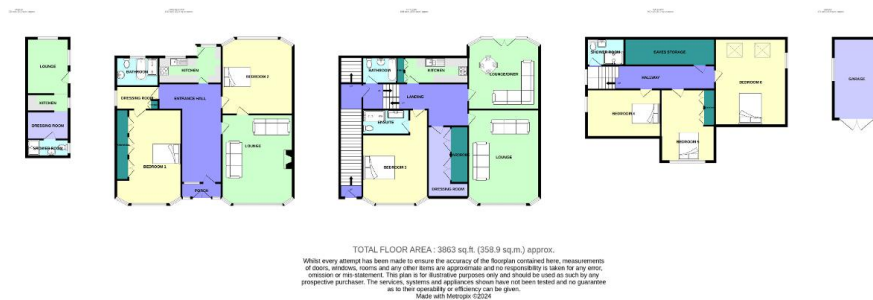 LOUNGE
KITCHEN
DRESSING ROOM
BATHROOM
KITCHEN
BEDROOM 2
DRESSING ROOM
ENTRANCE HALL
LOUNGE
BEDROOM 1
PORCH
BATHROOM
KITCHEN
LOUNGE/DINER
LANDING
ENSUITE
BEDROOM 3
LOUNGE
DRESSING ROOM
SHOWER ROOM
EAVES STORAGE
HALLWAY
BEDROOM 6
BEDROOM 4
BEDROOM 5
GARAGE
TOTAL FLOOR AREA : 3863 sq.ft. (358.9 sq.m.) approx.
Whilst every attempt has been made to ensure the accuracy of the floorplan contained here, measurements
of doors, windows, rooms and any other items are approximate and no responsibility is taken for any error,
omission or mis-statement. This plan is for illustrative purposes only and should be used as such by any
prospective purchaser. The services, systems and appliances shown have not been tested and no guarantee
as to their operability or efficiency can be given.
Made with Metropix ©2024